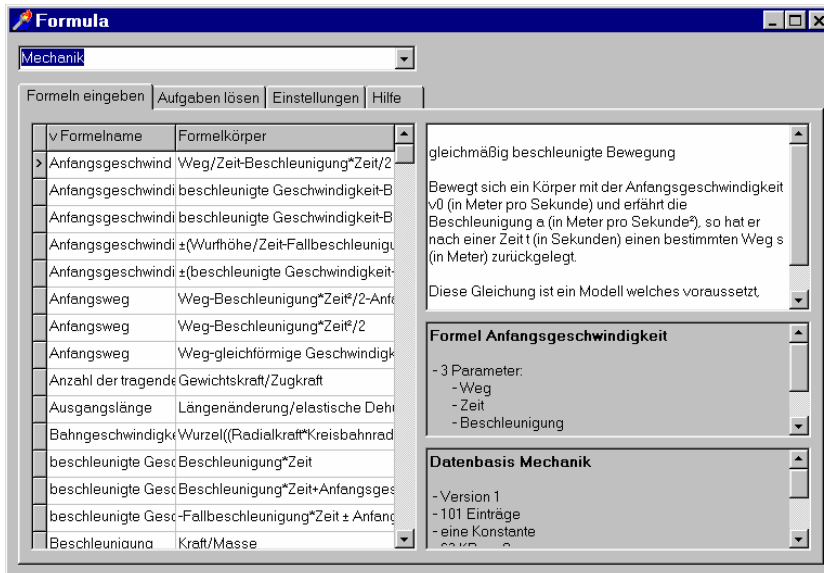 Formula
Mechanik
Formeln eingeben Aufgaben lösen Einstellungen Hilfe
v Formelname Formelkörper
> Anfangsgeschwind Weg/Zeit-Beschleunigung*Zeit/2
Anfangsgeschwindi beschleunigte Geschwindigkeit-B
Anfangsgeschwindi beschleunigte Geschwindigkeit-B
Anfangsgeschwindi ±(Wurfhöhe/Zeit-Fallbeschleunigu
Anfangsgeschwindi ±(beschleunigte Geschwindigkeit-
Anfangsweg Weg-Beschleunigung*Zeit²/2-Anfa
Anfangsweg Weg-Beschleunigung*Zeit²/2
Anfangsweg Weg-gleichförmige Geschwindigk
Anzahl der tragende Gewichtskraft/Zugkraft
Ausgangslänge Längenänderung/elastische Dehn
Bahngeschwindigke Wurzel((Radialkraft*Kreisbahnrad
beschleunigte Gesc Beschleunigung*Zeit
beschleunigte Gesc Beschleunigung*Zeit+Anfangsges
beschleunigte Gesc -Fallbeschleunigung*Zeit ± Anfang
Beschleunigung Kraft/Masse
gleichmäßig beschleunigte Bewegung
Bewegt sich ein Körper mit der Anfangsgeschwindigkeit
v0 (in Meter pro Sekunde) und erfährt die
Beschleunigung a (in Meter pro Sekunde²), so hat er
nach einer Zeit t (in Sekunden) einen bestimmten Weg s
(in Meter) zurückgelegt.
Diese Gleichung ist ein Modell welches voraussetzt,
Formel Anfangsgeschwindigkeit
- 3 Parameter:
- Weg
- Zeit
- Beschleunigung
Datenbasis Mechanik
- Version 1
- 101 Einträge
- eine Konstante